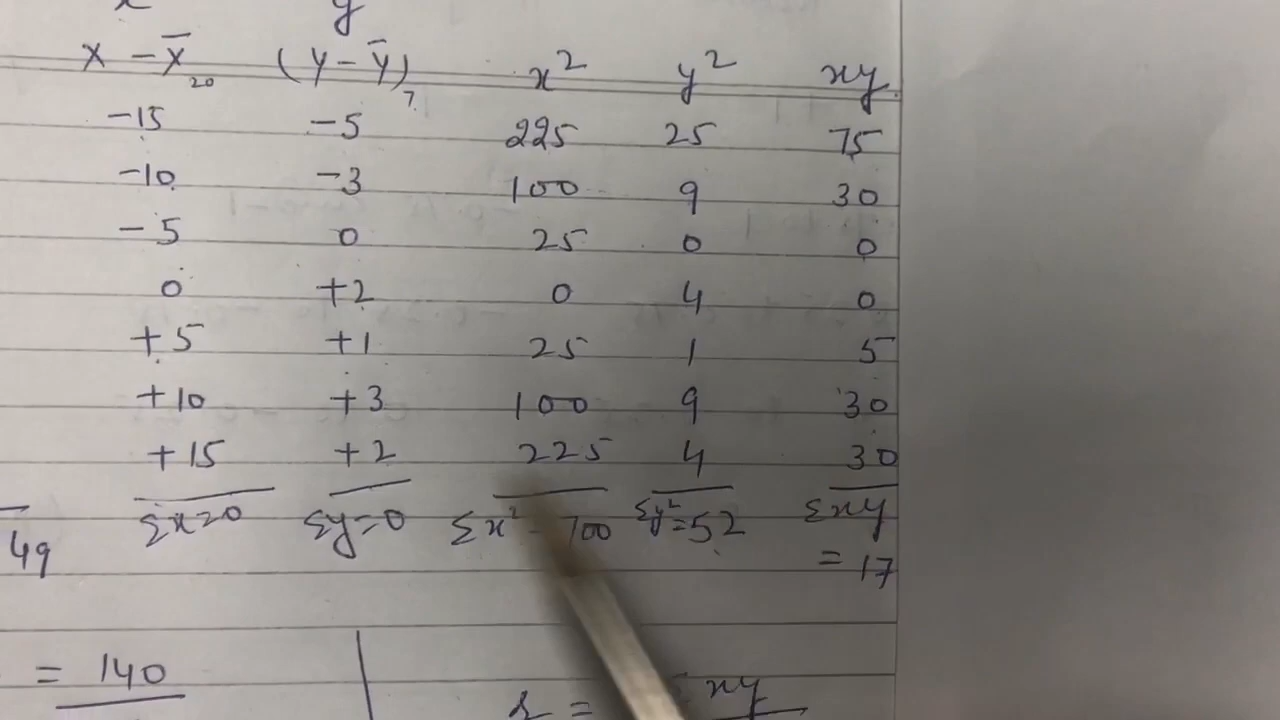 x y
X - X̄ 20 (Y - Ȳ) 7 x² y² xy
-15 -5 225 25 75
-10 -3 100 9 30
-5 0 25 0 0
0 +2 0 4 0
+5 +1 25 1 5
+10 +3 100 9 30
+15 +2 225 4 30
49 Σx=0 Σy=0 Σx² = 700 Σy² = 52 Σxy
= 17
= 140
r = xy